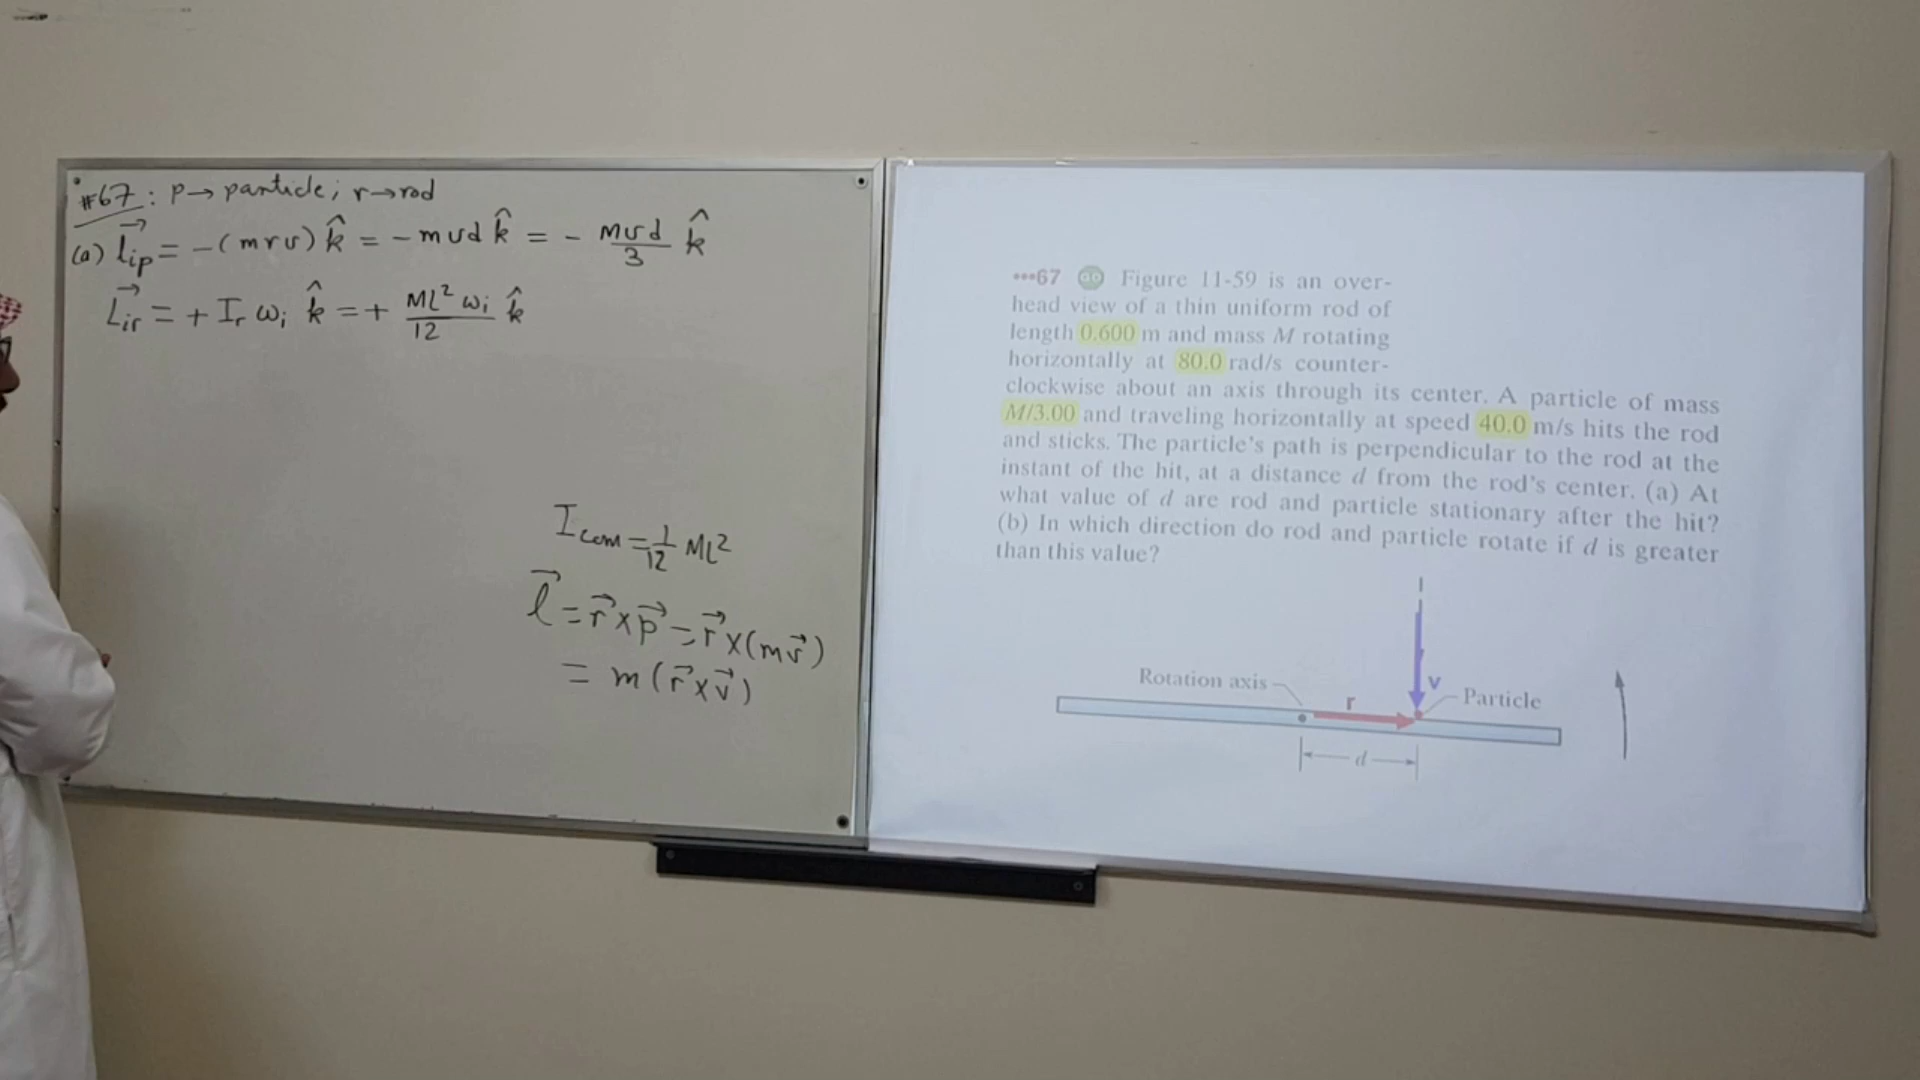 #67: p → particle; r → rod
(a) l⃗ip = -(mrv) k̂ = -mvd k̂ = - Mvd/3 k̂
L⃗ir = + Ir ωi k̂ = + ML² ωi/12 k̂
Icom = 1/12 ML²
l⃗ = r⃗ × p⃗ = r⃗ × (mv⃗)
= m (r⃗ × v⃗)
•••67 GO Figure 11-59 is an over-
head view of a thin uniform rod of
length 0.600 m and mass M rotating
horizontally at 80.0 rad/s counter-
clockwise about an axis through its center. A particle of mass
M/3.00 and traveling horizontally at speed 40.0 m/s hits the rod
and sticks. The particle's path is perpendicular to the rod at the
instant of the hit, at a distance d from the rod's center. (a) At
what value of d are rod and particle stationary after the hit?
(b) In which direction do rod and particle rotate if d is greater
than this value?
Rotation axis
r
v
Particle
d